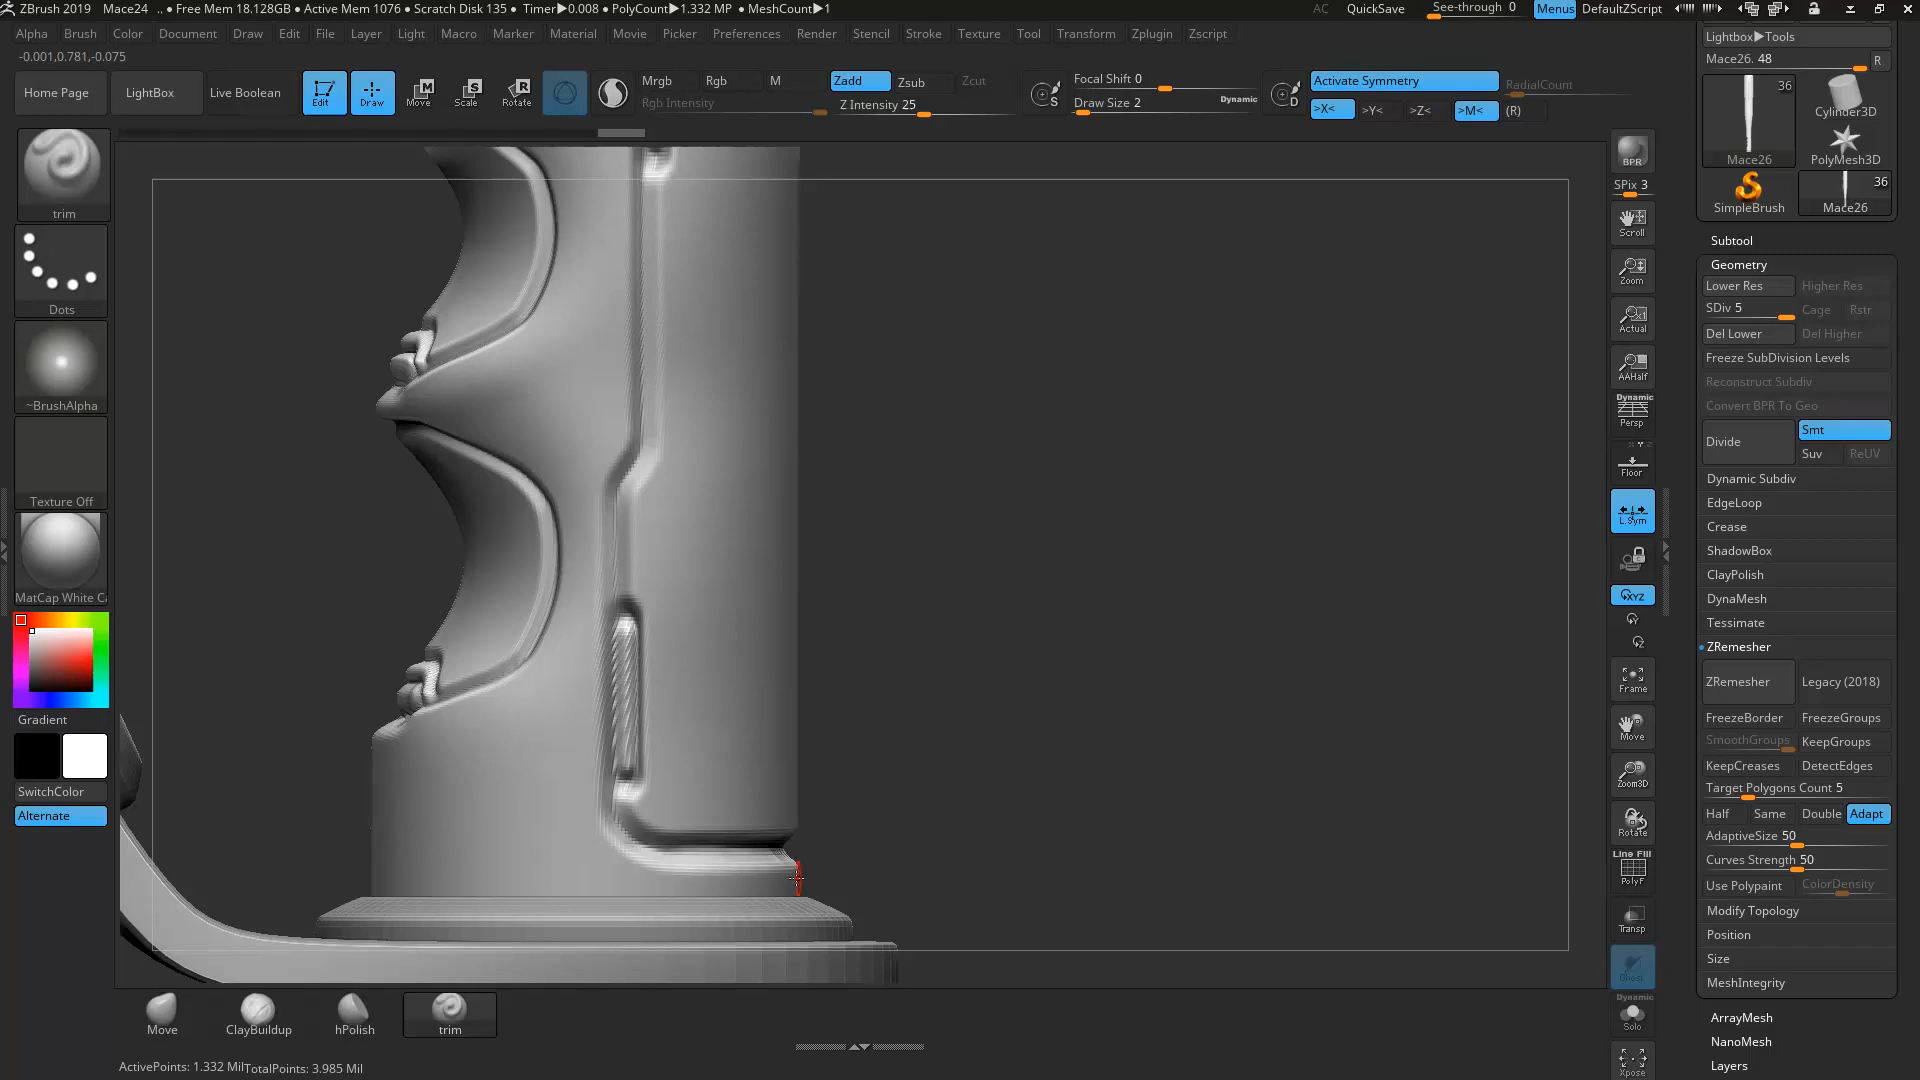 ZBrush 2019 Mace24 .. • Free Mem 18.128GB • Active Mem 1076 • Scratch Disk 135 • Timer▶0.008 • PolyCount▶1.332 MP • MeshCount▶1 AC QuickSave See-through 0 Menus DefaultZScript
Alpha Brush Color Document Draw Edit File Layer Light Macro Marker Material Movie Picker Preferences Render Stencil Stroke Texture Tool Transform Zplugin Zscript
-0.001,0.781,-0.075
Home Page LightBox Live Boolean Edit Draw Move Scale Rotate
Mrgb Rgb M Zadd Zsub Zcut
Rgb Intensity Z Intensity 25
Focal Shift 0
Draw Size 2 Dynamic
Activate Symmetry RadialCount
>X< >Y< >Z< >M< (R)
trim
Dots
~BrushAlpha
Texture Off
MatCap White Ca
Gradient
SwitchColor
Alternate
BPR
SPix 3
Scroll
Zoom
Actual
AAHalf
Dynamic
Persp
Floor
L.Sym
XYZ
Frame
Move
Zoom3D
Rotate
Line Fill
PolyF
Transp
Ghost
Dynamic
Solo
Xpose
Lightbox▶Tools
Mace26. 48 R
36
Mace26 Cylinder3D
PolyMesh3D
SimpleBrush 36
Mace26
Subtool
Geometry
Lower Res Higher Res
SDiv 5 Cage Rstr
Del Lower Del Higher
Freeze SubDivision Levels
Reconstruct Subdiv
Convert BPR To Geo
Divide Smt
Suv ReUV
Dynamic Subdiv
EdgeLoop
Crease
ShadowBox
ClayPolish
DynaMesh
Tessimate
ZRemesher
ZRemesher Legacy (2018)
FreezeBorder FreezeGroups
SmoothGroups KeepGroups
KeepCreases DetectEdges
Target Polygons Count 5
Half Same Double Adapt
AdaptiveSize 50
Curves Strength 50
Use Polypaint ColorDensity
Modify Topology
Position
Size
MeshIntegrity
ArrayMesh
NanoMesh
Layers
Move ClayBuildup hPolish trim
ActivePoints: 1.332 Mil TotalPoints: 3.985 Mil